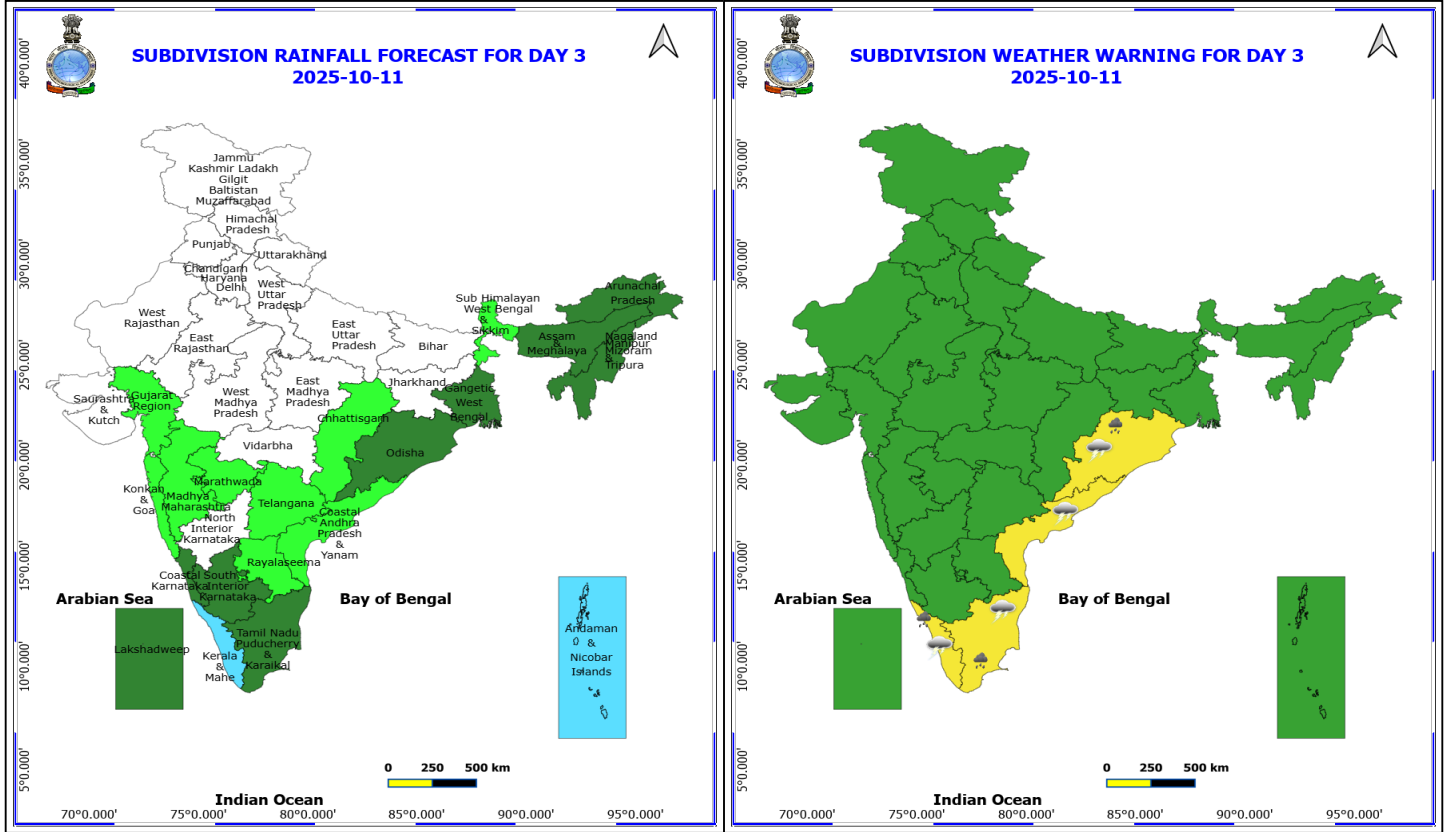 SUBDIVISION RAINFALL FORECAST FOR DAY 3
2025-10-11
40°0.000'
35°0.000'
30°0.000'
25°0.000'
20°0.000'
15°0.000'
10°0.000'
5°0.000'
Jammu
Kashmir Ladakh
Gilgit
Baltistan
Muzaffarabad
Himachal
Pradesh
Punjab
Uttarakhand
Chandigarh
Haryana
Delhi
West
Uttar
Pradesh
West
Rajasthan
East
Rajasthan
East
Uttar
Pradesh
Bihar
Sub Himalayan
West Bengal
&
Sikkim
Arunachal
Pradesh
Assam
&
Meghalaya
Nagaland
Manipur
Mizoram
&
Tripura
Saurashtra
&
Kutch
Gujarat
Region
West
Madhya
Pradesh
East
Madhya
Pradesh
Jharkhand
Gangetic
West
Bengal
Chhattisgarh
Vidarbha
Odisha
Konkan
&
Goa
Madhya
Maharashtra
Marathwada
Telangana
North
Interior
Karnataka
Coastal
Andhra
Pradesh
&
Yanam
Rayalaseema
Coastal
Karnataka
South
Interior
Karnataka
Arabian Sea
Bay of Bengal
Lakshadweep
Kerala
&
Mahe
Tamil Nadu
Puducherry
&
Karaikal
Andaman
&
Nicobar
Islands
0 250 500 km
Indian Ocean
70°0.000' 75°0.000' 80°0.000' 85°0.000' 90°0.000' 95°0.000'
SUBDIVISION WEATHER WARNING FOR DAY 3
2025-10-11
40°0.000'
35°0.000'
30°0.000'
25°0.000'
20°0.000'
15°0.000'
10°0.000'
5°0.000'
Arabian Sea
Bay of Bengal
0 250 500 km
Indian Ocean
70°0.000' 75°0.000' 80°0.000' 85°0.000' 90°0.000' 95°0.000'